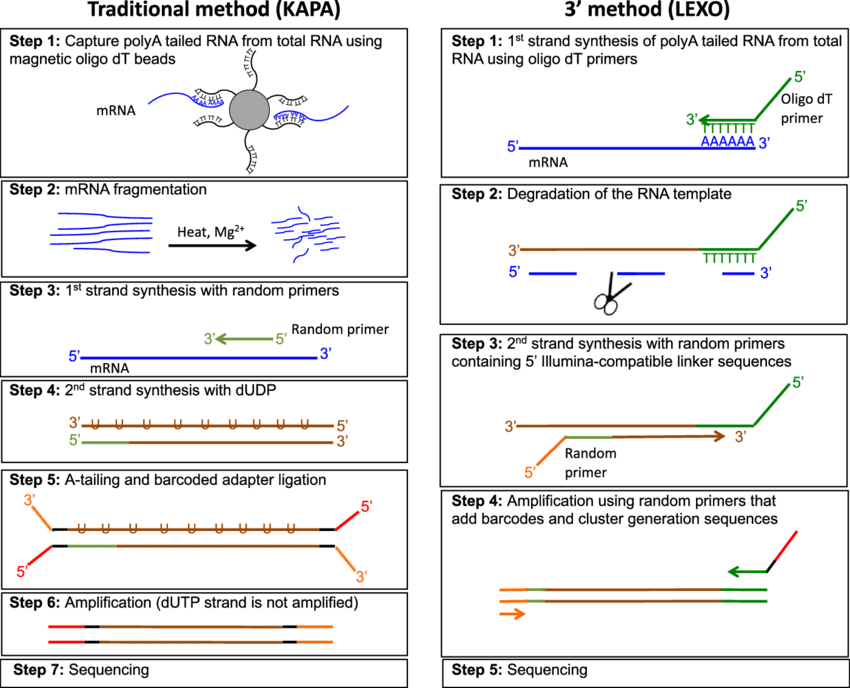 Traditional method (KAPA)
Step 1: Capture polyA tailed RNA from total RNA using
magnetic oligo dT beads
mRNA
TTTT
AAAA AAAA
Step 2: mRNA fragmentation
Heat, Mg2+
Step 3: 1st strand synthesis with random primers
3’ 5’ Random primer
5’ 3’
mRNA
Step 4: 2nd strand synthesis with dUDP
3’ U U U U U U U U U 5’
5’ 3’
Step 5: A-tailing and barcoded adapter ligation
3’ 5’
U U U U U U U U U
5’ 3’
Step 6: Amplification (dUTP strand is not amplified)
Step 7: Sequencing
3’ method (LEXO)
Step 1: 1st strand synthesis of polyA tailed RNA from total
RNA using oligo dT primers
5’
Oligo dT
primer
3’
TTTTTTT
AAAAAA
5’ 3’
mRNA
Step 2: Degradation of the RNA template
5’
3’
TTTTTTT
5’ 3’
Step 3: 2nd strand synthesis with random primers
containing 5’ Illumina-compatible linker sequences
5’
3’
3’
Random
primer
5’
Step 4: Amplification using random primers that
add barcodes and cluster generation sequences
Step 5: Sequencing